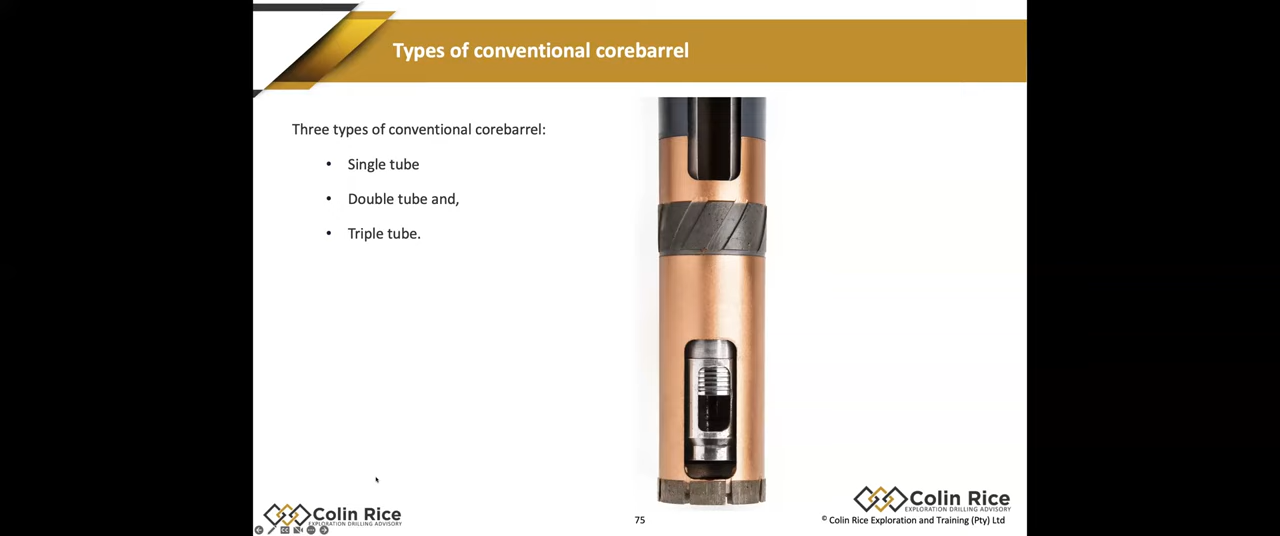 Types of conventional corebarrel
Three types of conventional corebarrel:
• Single tube
• Double tube and,
• Triple tube.
Colin Rice
EXPLORATION DRILLING ADVISORY
75
Colin Rice
EXPLORATION DRILLING ADVISORY
© Colin Rice Exploration and Training (Pty) Ltd